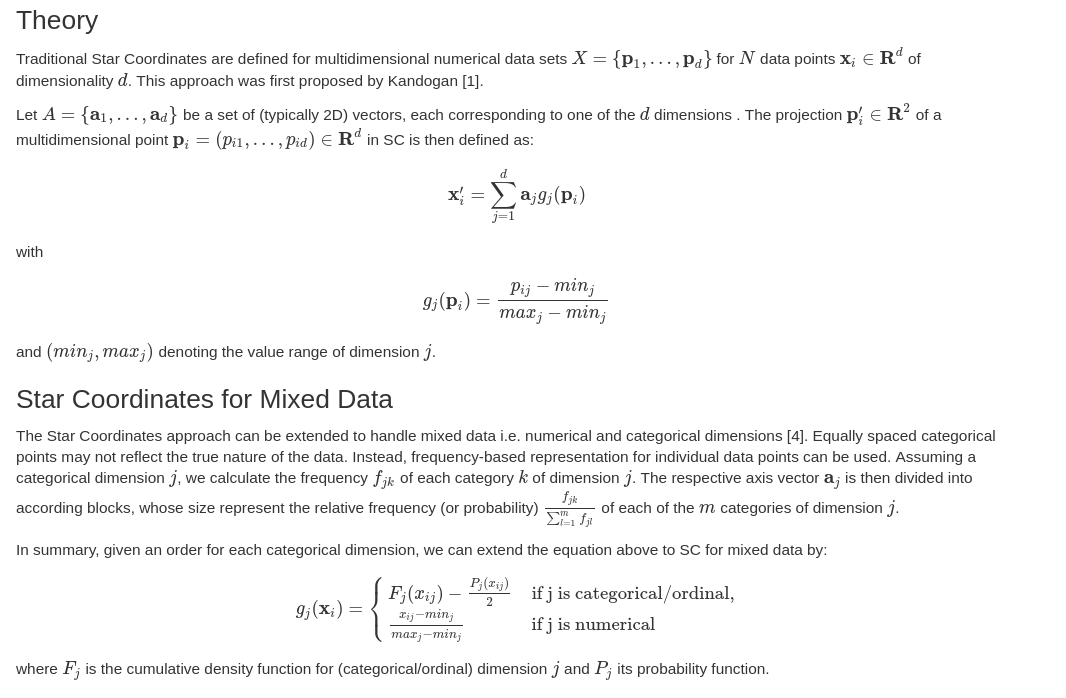 Theory
Traditional Star Coordinates are defined for multidimensional numerical data sets $X = \{\mathbf{p}_1, \ldots, \mathbf{p}_d\}$ for $N$ data points $\mathbf{x}_i \in \mathbf{R}^d$ of
dimensionality $d$. This approach was first proposed by Kandogan [1].
Let $A = \{\mathbf{a}_1, \ldots, \mathbf{a}_d\}$ be a set of (typically 2D) vectors, each corresponding to one of the $d$ dimensions . The projection $\mathbf{p}'_i \in \mathbf{R}^2$ of a
multidimensional point $\mathbf{p}_i = (p_{i1}, \ldots, p_{id}) \in \mathbf{R}^d$ in SC is then defined as:
$\mathbf{x}'_i = \sum_{j=1}^{d} \mathbf{a}_j g_j(\mathbf{p}_i)$
with
$g_j(\mathbf{p}_i) = \frac{p_{ij} - min_j}{max_j - min_j}$
and $(min_j, max_j)$ denoting the value range of dimension $j$.
Star Coordinates for Mixed Data
The Star Coordinates approach can be extended to handle mixed data i.e. numerical and categorical dimensions [4]. Equally spaced categorical
points may not reflect the true nature of the data. Instead, frequency-based representation for individual data points can be used. Assuming a
categorical dimension $j$, we calculate the frequency $f_{jk}$ of each category $k$ of dimension $j$. The respective axis vector $\mathbf{a}_j$ is then divided into
according blocks, whose size represent the relative frequency (or probability) $\frac{f_{jk}}{\sum_{l=1}^{m} f_{jl}}$ of each of the $m$ categories of dimension $j$.
In summary, given an order for each categorical dimension, we can extend the equation above to SC for mixed data by:
$g_j(\mathbf{x}_i) = \begin{cases} F_j(x_{ij}) - \frac{P_j(x_{ij})}{2} & \text{if j is categorical/ordinal,} \\ \frac{x_{ij} - min_j}{max_j - min_j} & \text{if j is numerical} \end{cases}$
where $F_j$ is the cumulative density function for (categorical/ordinal) dimension $j$ and $P_j$ its probability function.